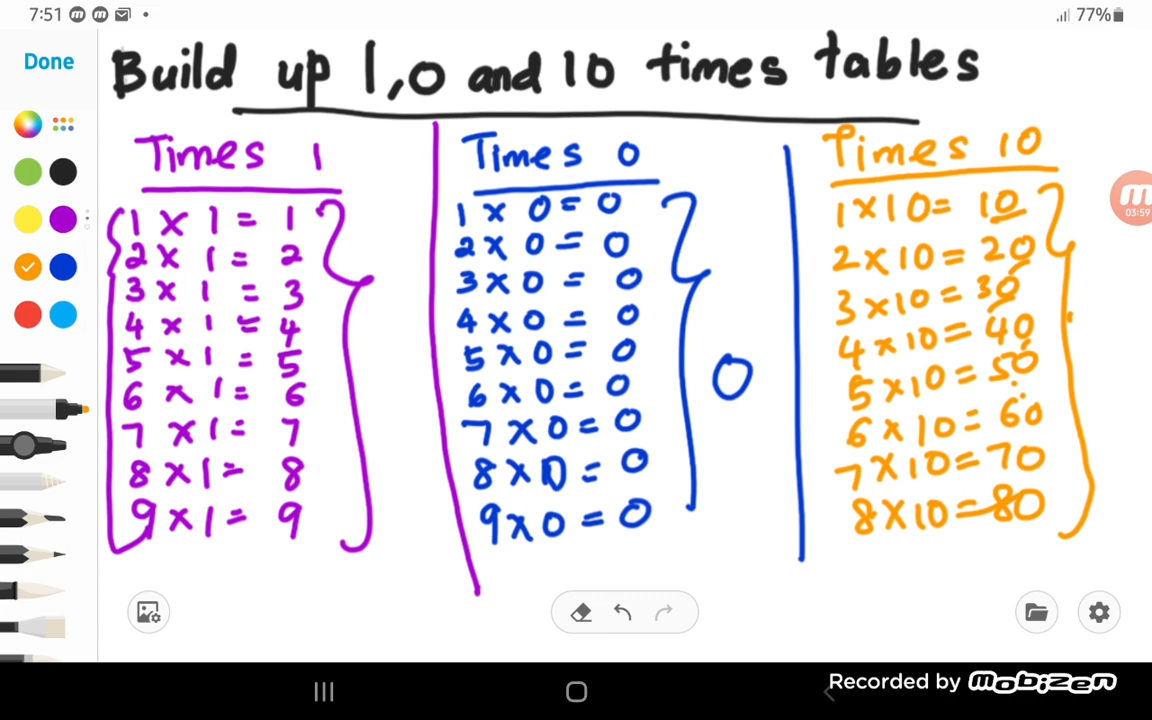 7:51
77%
Done
Build up 1,0 and 10 times tables
Times 1
1 x 1 = 1
2 x 1 = 2
3 x 1 = 3
4 x 1 = 4
5 x 1 = 5
6 x 1 = 6
7 x 1 = 7
8 x 1 = 8
9 x 1 = 9
Times 0
1 x 0 = 0
2 x 0 = 0
3 x 0 = 0
4 x 0 = 0
5 x 0 = 0
6 x 0 = 0
7 x 0 = 0
8 x 0 = 0
9 x 0 = 0
0
Times 10
1 x 10 = 10
2 x 10 = 20
3 x 10 = 30
4 x 10 = 40
5 x 10 = 50
6 x 10 = 60
7 x 10 = 70
8 x 10 = 80
03:59
Recorded by mobizen